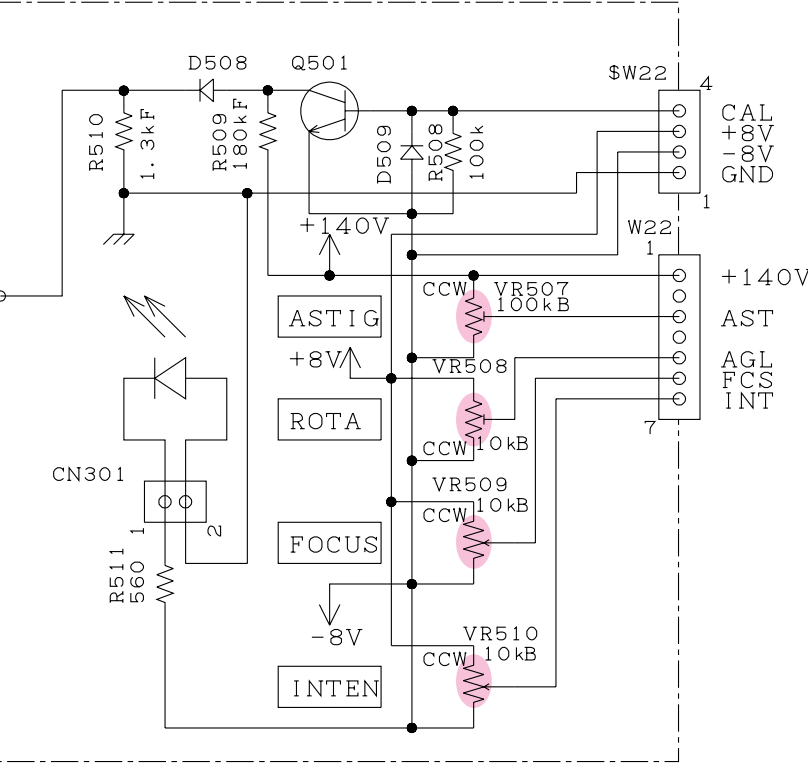 D508
Q501
$W22
4
CAL
+8V
-8V
GND
1
R510
1.3kF
R509
180kF
D509
R508
100k
+140V
W22
1
+140V
AST
AGL
FCS
INT
7
CCW
VR507
100kB
ASTIG
+8V
VR508
ROTA
CCW
10kB
CN301
1
2
VR509
10kB
CCW
FOCUS
R511
560
-8V
VR510
10kB
CCW
INTEN